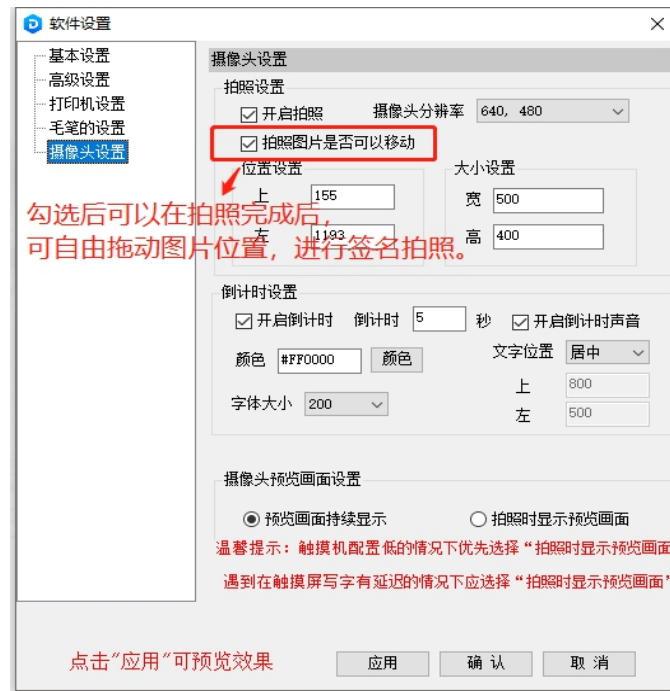 软件设置
基本设置
高级设置
打印机设置
毛笔的设置
摄像头设置
摄像头设置
拍照设置
开启拍照 摄像头分辨率 640, 480
拍照图片是否可以移动
位置设置 大小设置
上 155 宽 500
左 1193 高 400
勾选后可以在拍照完成后，
可自由拖动图片位置，进行签名拍照。
倒计时设置
开启倒计时 倒计时 5 秒 开启倒计时声音
颜色 #FF0000 颜色 文字位置 居中
上 800
字体大小 200 左 500
摄像头预览画面设置
预览画面持续显示 拍照时显示预览画面
温馨提示：触摸机配置低的情况下优先选择“拍照时显示预览画面
遇到在触摸屏写字有延迟的情况下应选择“拍照时显示预览画面”
点击"应用"可预览效果 应用 确 认 取 消